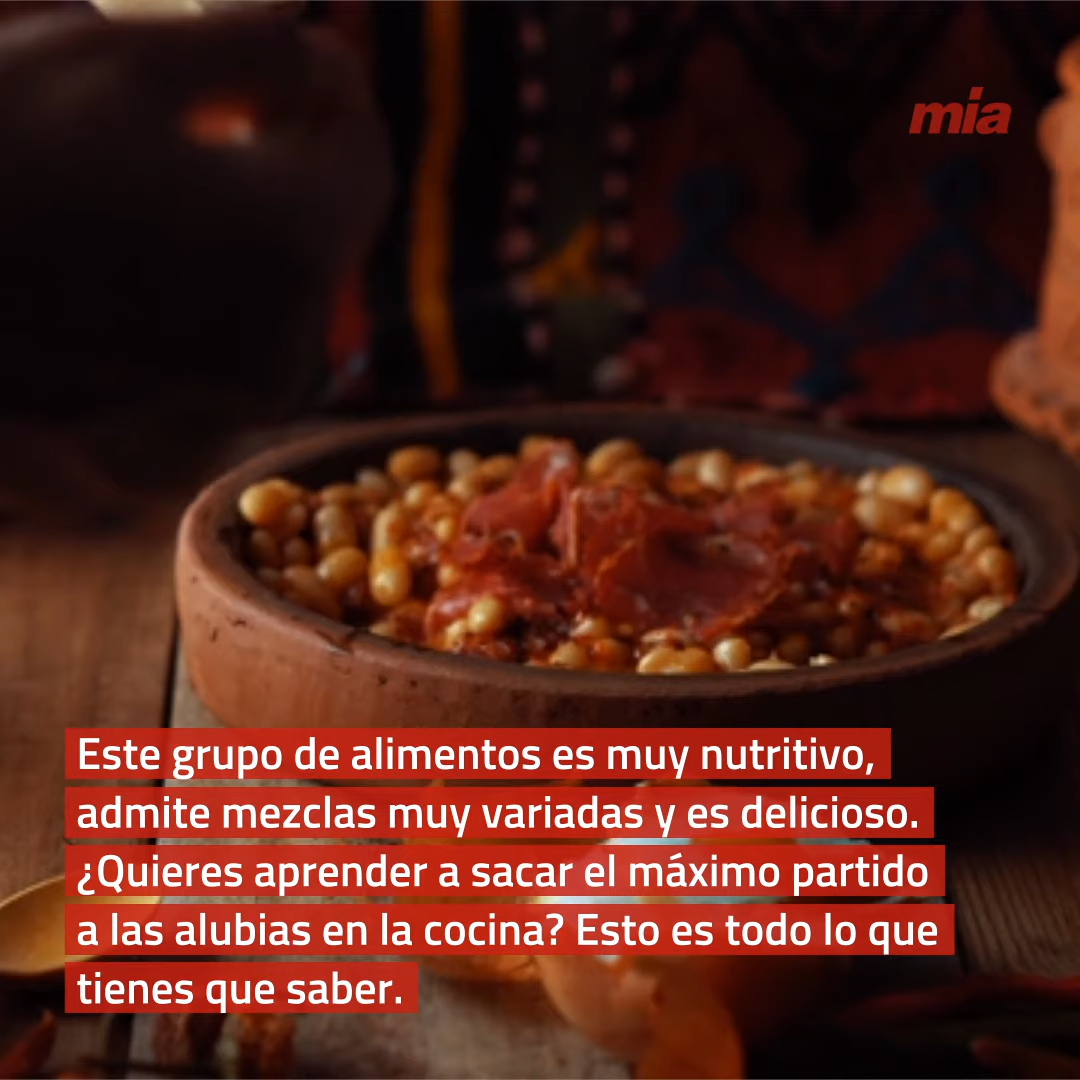 mia
Este grupo de alimentos es muy nutritivo,
admite mezclas muy variadas y es delicioso.
¿Quieres aprender a sacar el máximo partido
a las alubias en la cocina? Esto es todo lo que
tienes que saber.